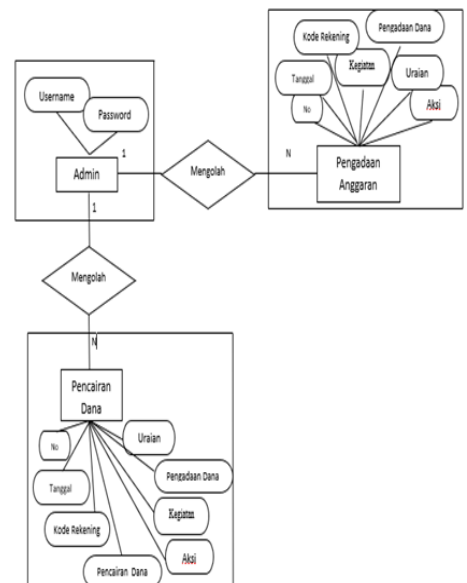 Kode Rekening
Pengadaan Dana
Kegiatan
Tanggal
Uraian
No
Aksi
Username
Password
Admin
1
Mengolah
N
Pengadaan
Anggaran
1
Mengolah
N
Pencairan
Dana
Uraian
No
Pengadaan Dana
Tanggal
Kegiatan
Kode Rekening
Aksi
Pencairan Dana